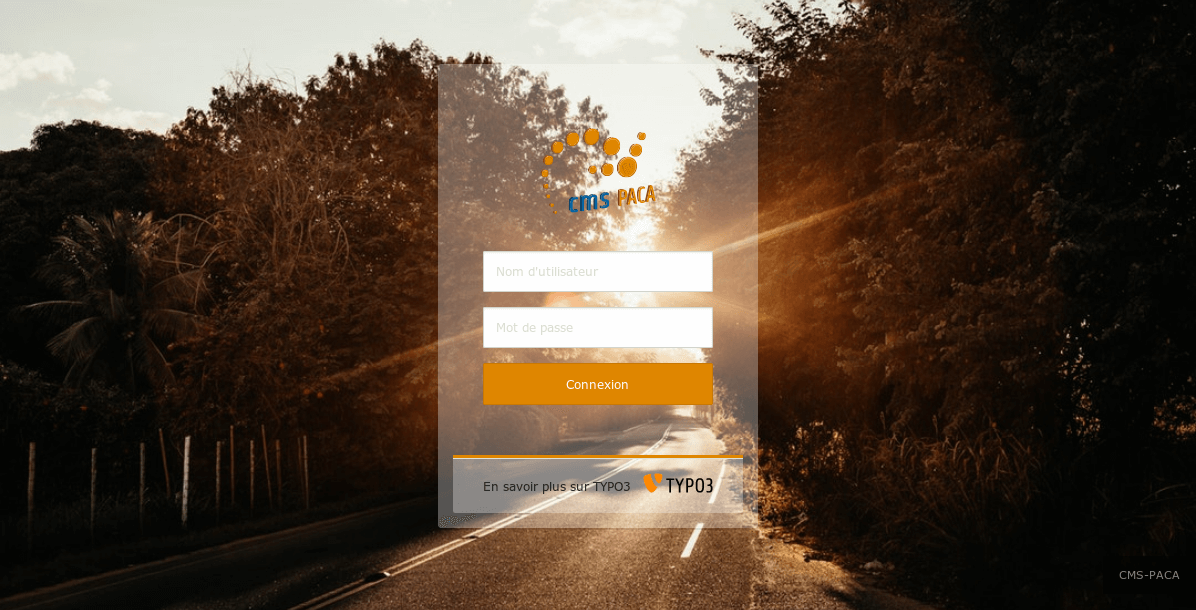 cms PACA
Nom d'utilisateur
Mot de passe
Connexion
En savoir plus sur TYPO3
TYPO3
CMS-PACA